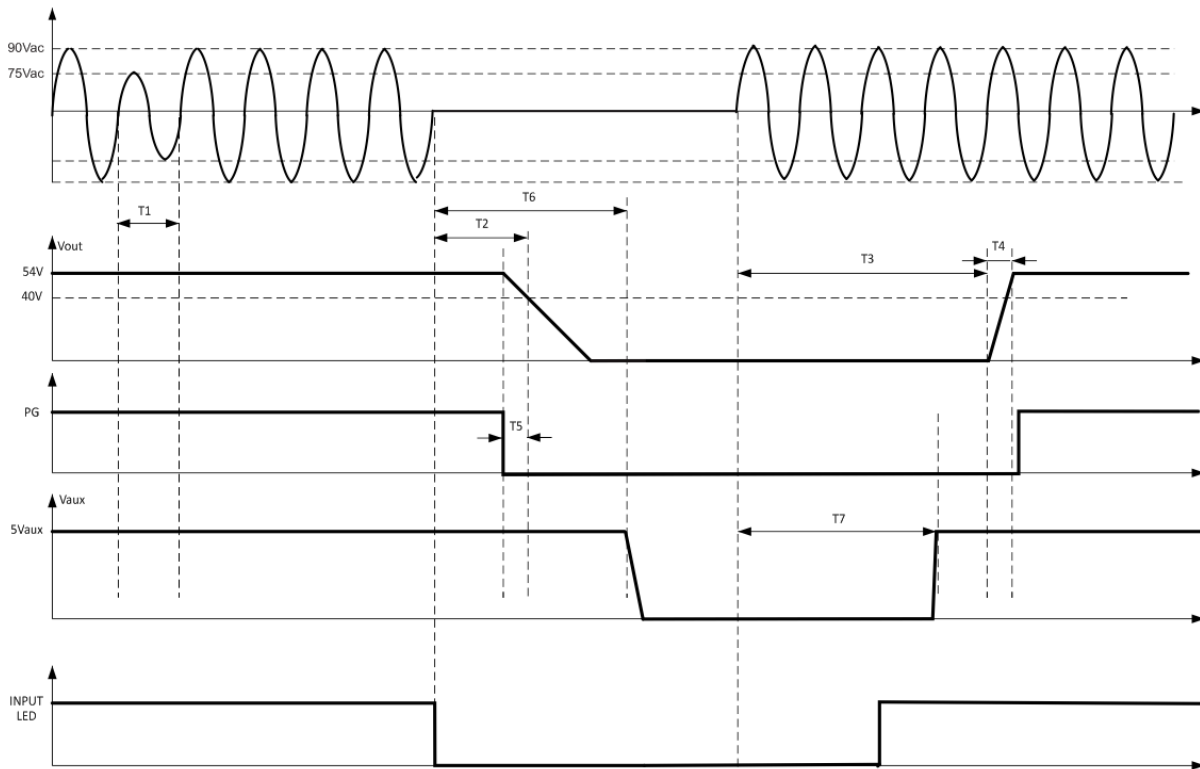 90Vac
75Vac
T1
T6
T2
Vout
54V
40V
T3
T4
PG
T5
Vaux
5Vaux
T7
INPUT
LED